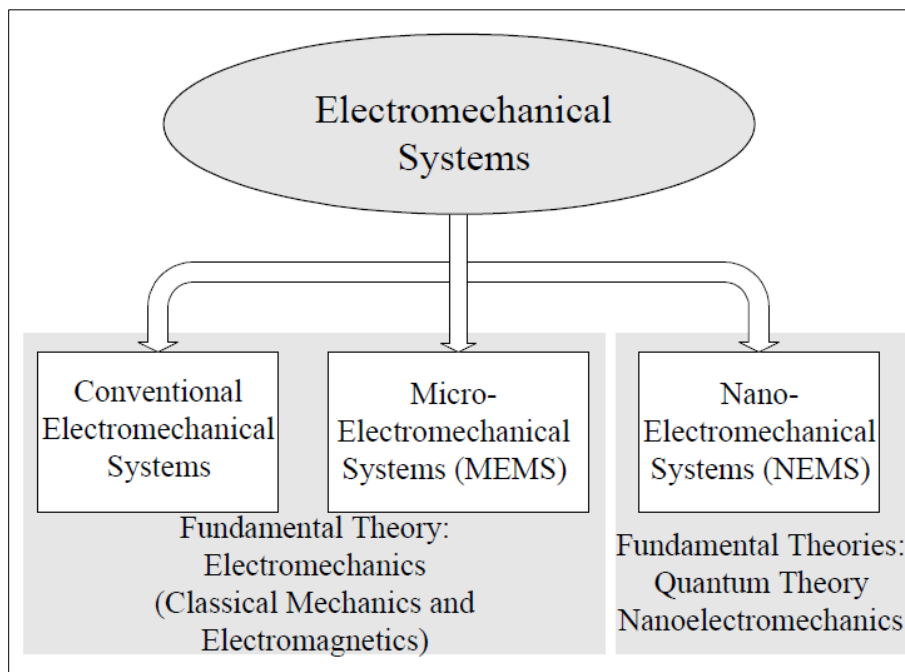 Electromechanical
Systems
Conventional
Electromechanical
Systems
Micro-
Electromechanical
Systems (MEMS)
Nano-
Electromechanical
Systems (NEMS)
Fundamental Theory:
Electromechanics
(Classical Mechanics and
Electromagnetics)
Fundamental Theories:
Quantum Theory
Nanoelectromechanics